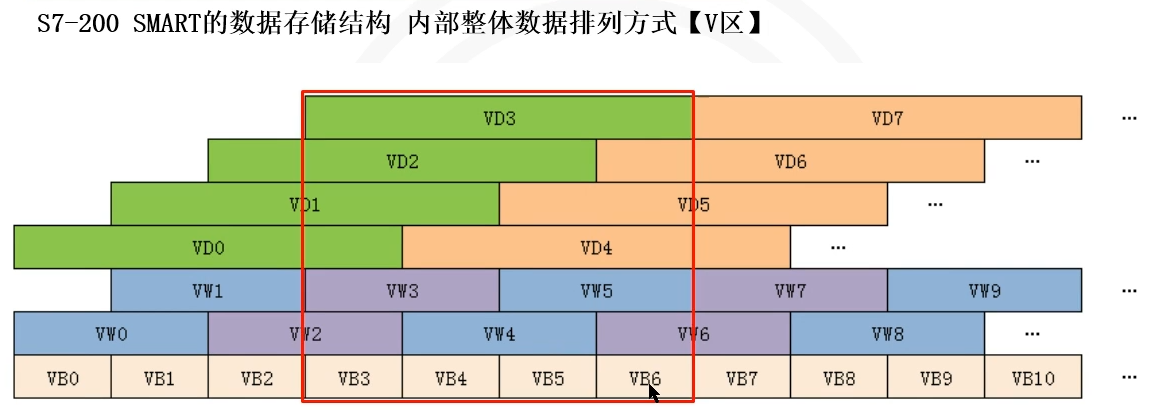 S7-200 SMART的数据存储结构 内部整体数据排列方式【V区】
VD3 VD7 …
VD2 VD6 …
VD1 VD5 …
VD0 VD4 …
VW1 VW3 VW5 VW7 VW9 …
VW0 VW2 VW4 VW6 VW8 …
VB0 VB1 VB2 VB3 VB4 VB5 VB6 VB7 VB8 VB9 VB10 …